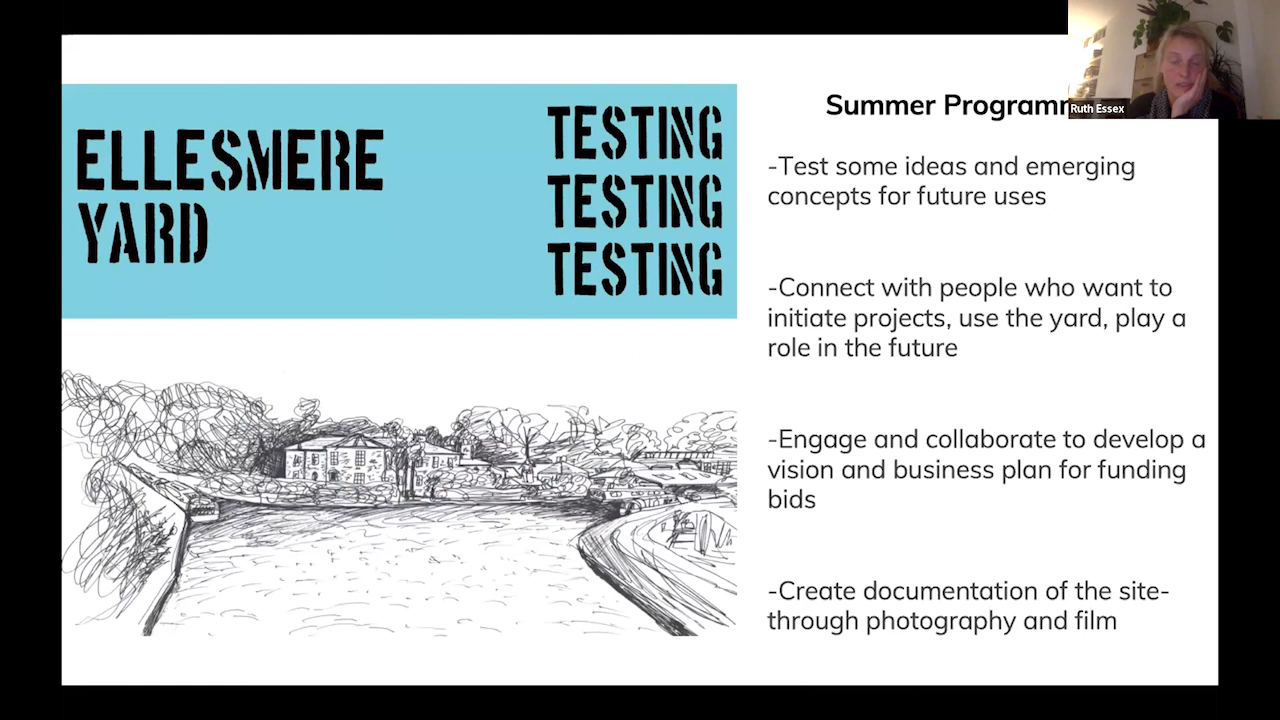 ELLESMERE
YARD
TESTING
TESTING
TESTING
Summer
Ruth Essex
-Test some ideas and emerging
concepts for future uses
-Connect with people who want to
initiate projects, use the yard, play a
role in the future
-Engage and collaborate to develop a
vision and business plan for funding
bids
-Create documentation of the site-
through photography and film